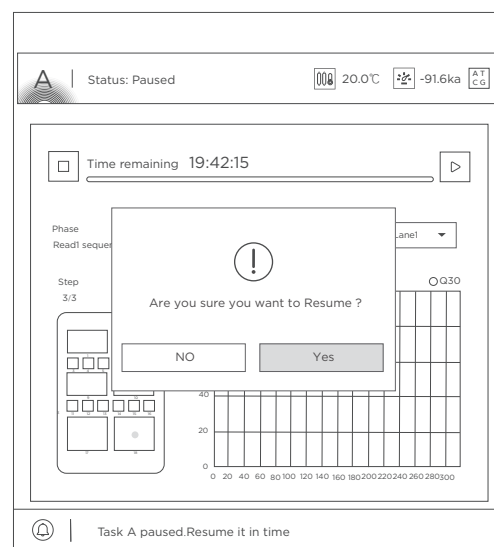 A
Status: Paused
20.0℃
-91.6ka
A T
C G
Time remaining 19:42:15
Phase
Read1 sequen
Lane1
Are you sure you want to Resume ?
NO
Yes
Step
3/3
Q30
40
20
0
0 20 40 60 80 100 120 140 160 180 200 220 240 260 280 300
Task A paused.Resume it in time